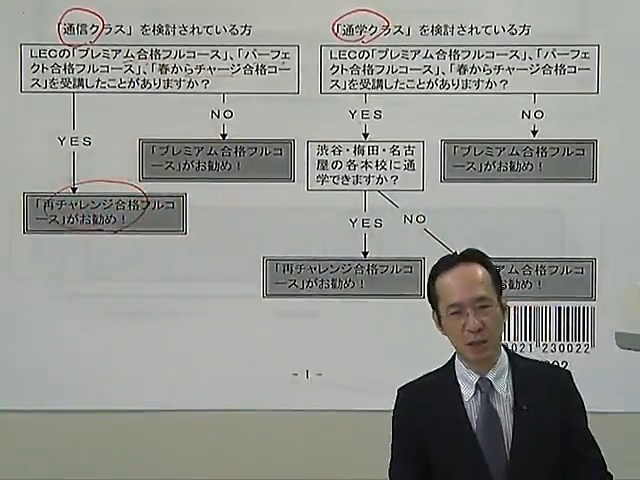 「通信クラス」を検討されている方
LECの「プレミアム合格フルコース」、「パーフェ
クト合格フルコース」、「春からチャージ合格コー
ス」を受講したことがありますか？
YES
NO
「プレミアム合格フルコ
ース」がお勧め！
「再チャレンジ合格フルコ
ース」がお勧め！
「通学クラス」を検討されている方
LECの「プレミアム合格フルコース」、「パーフェ
クト合格フルコース」、「春からチャージ合格コー
ス」を受講したことがありますか？
YES
NO
渋谷・梅田・名古
屋の各本校に通
学できますか？
「プレミアム合格フルコ
ース」がお勧め！
YES
NO
「再チャレンジ合格フルコ
ース」がお勧め！
アム合格フルコ
お勧め！
0021 230022
- 1 -